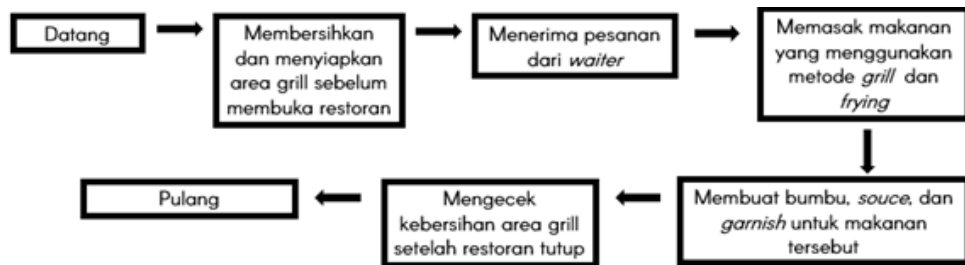 Datang
Membersihkan
dan menyiapkan
area grill sebelum
membuka restoran
Menerima pesanan
dari waiter
Memasak makanan
yang menggunakan
metode grill dan
frying
Membuat bumbu, souce, dan
garnish untuk makanan
tersebut
Mengecek
kebersihan area grill
setelah restoran tutup
Pulang